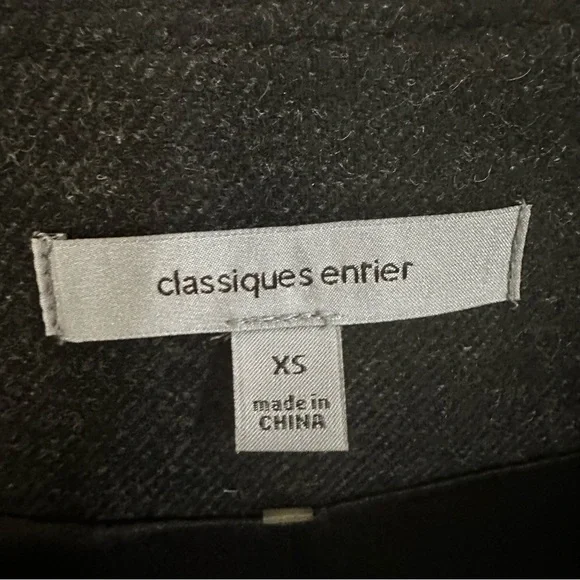 classiques entier
XS
made in
CHINA